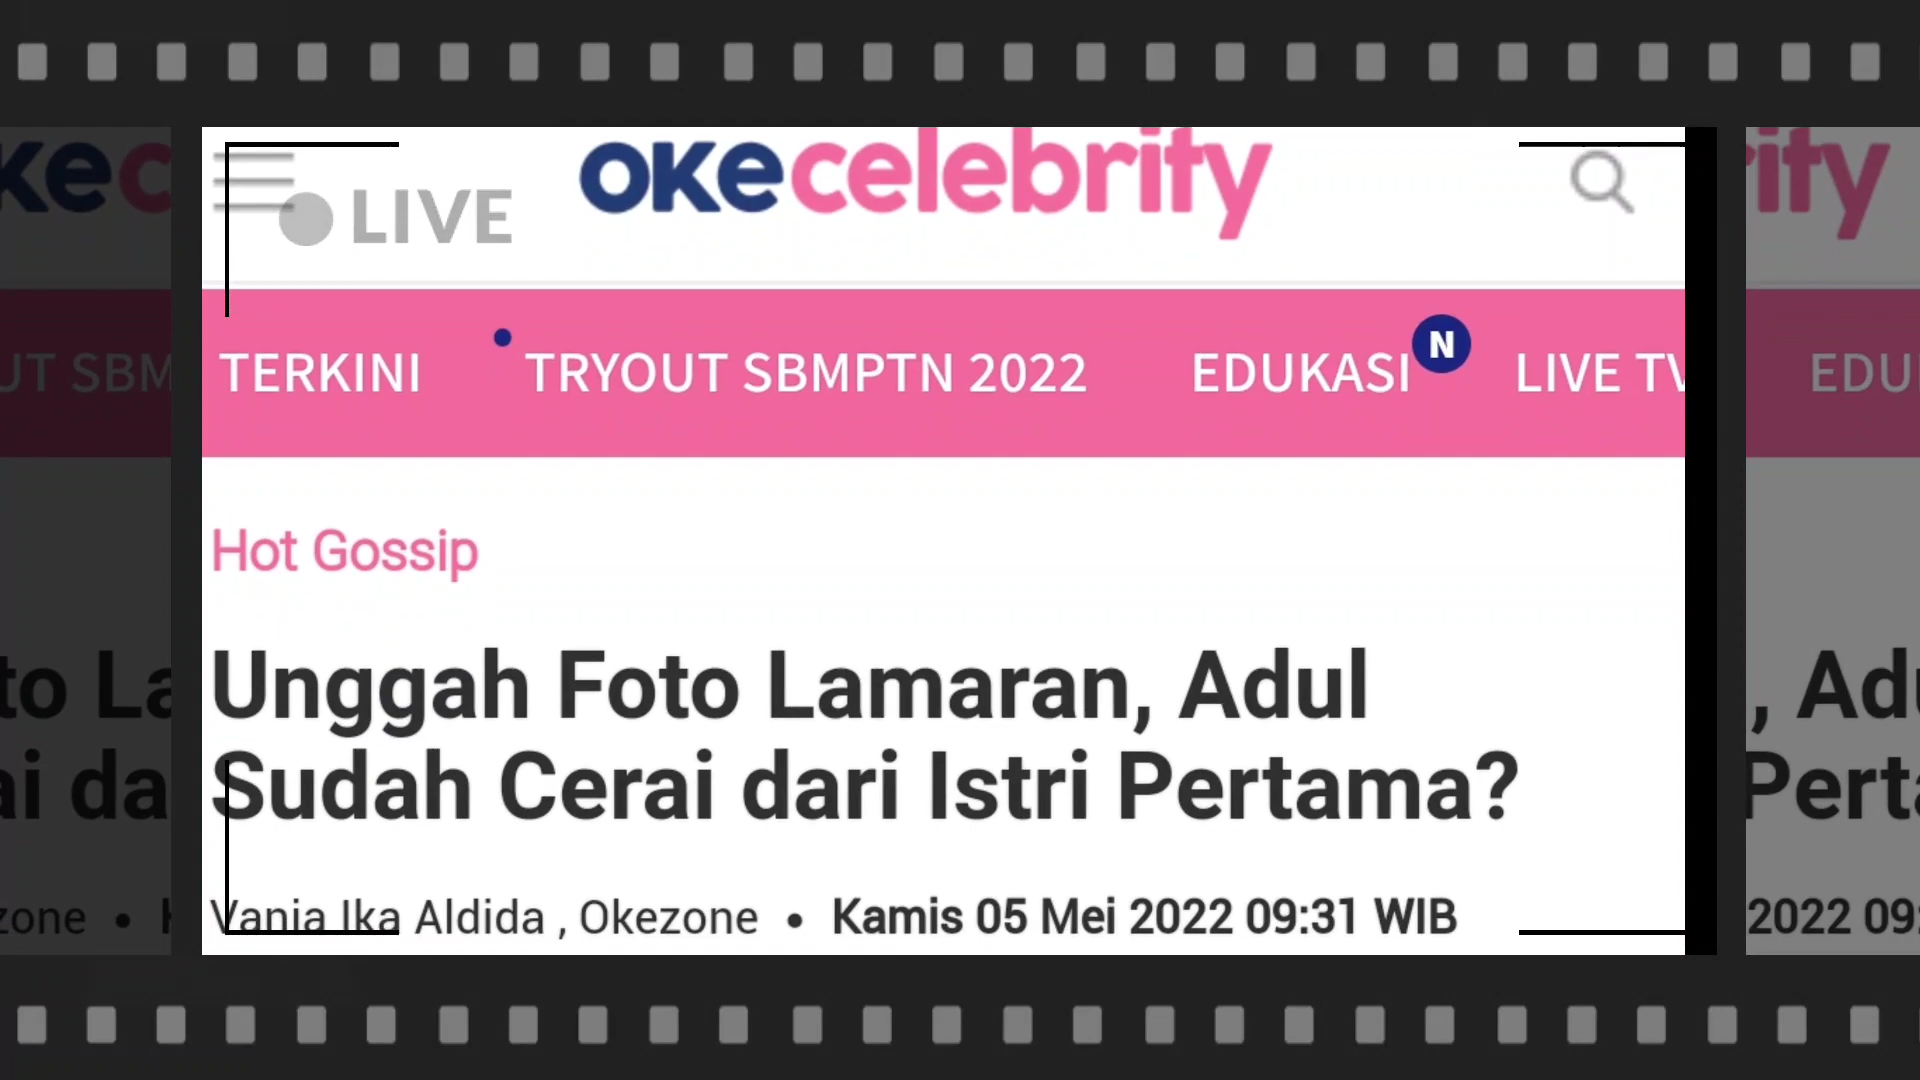 okecelebrity
LIVE
TERKINI TRYOUT SBMPTN 2022 EDUKASI N LIVE TV
Hot Gossip
Unggah Foto Lamaran, Adul
Sudah Cerai dari Istri Pertama?
Vania Ika Aldida , Okezone • Kamis 05 Mei 2022 09:31 WIB